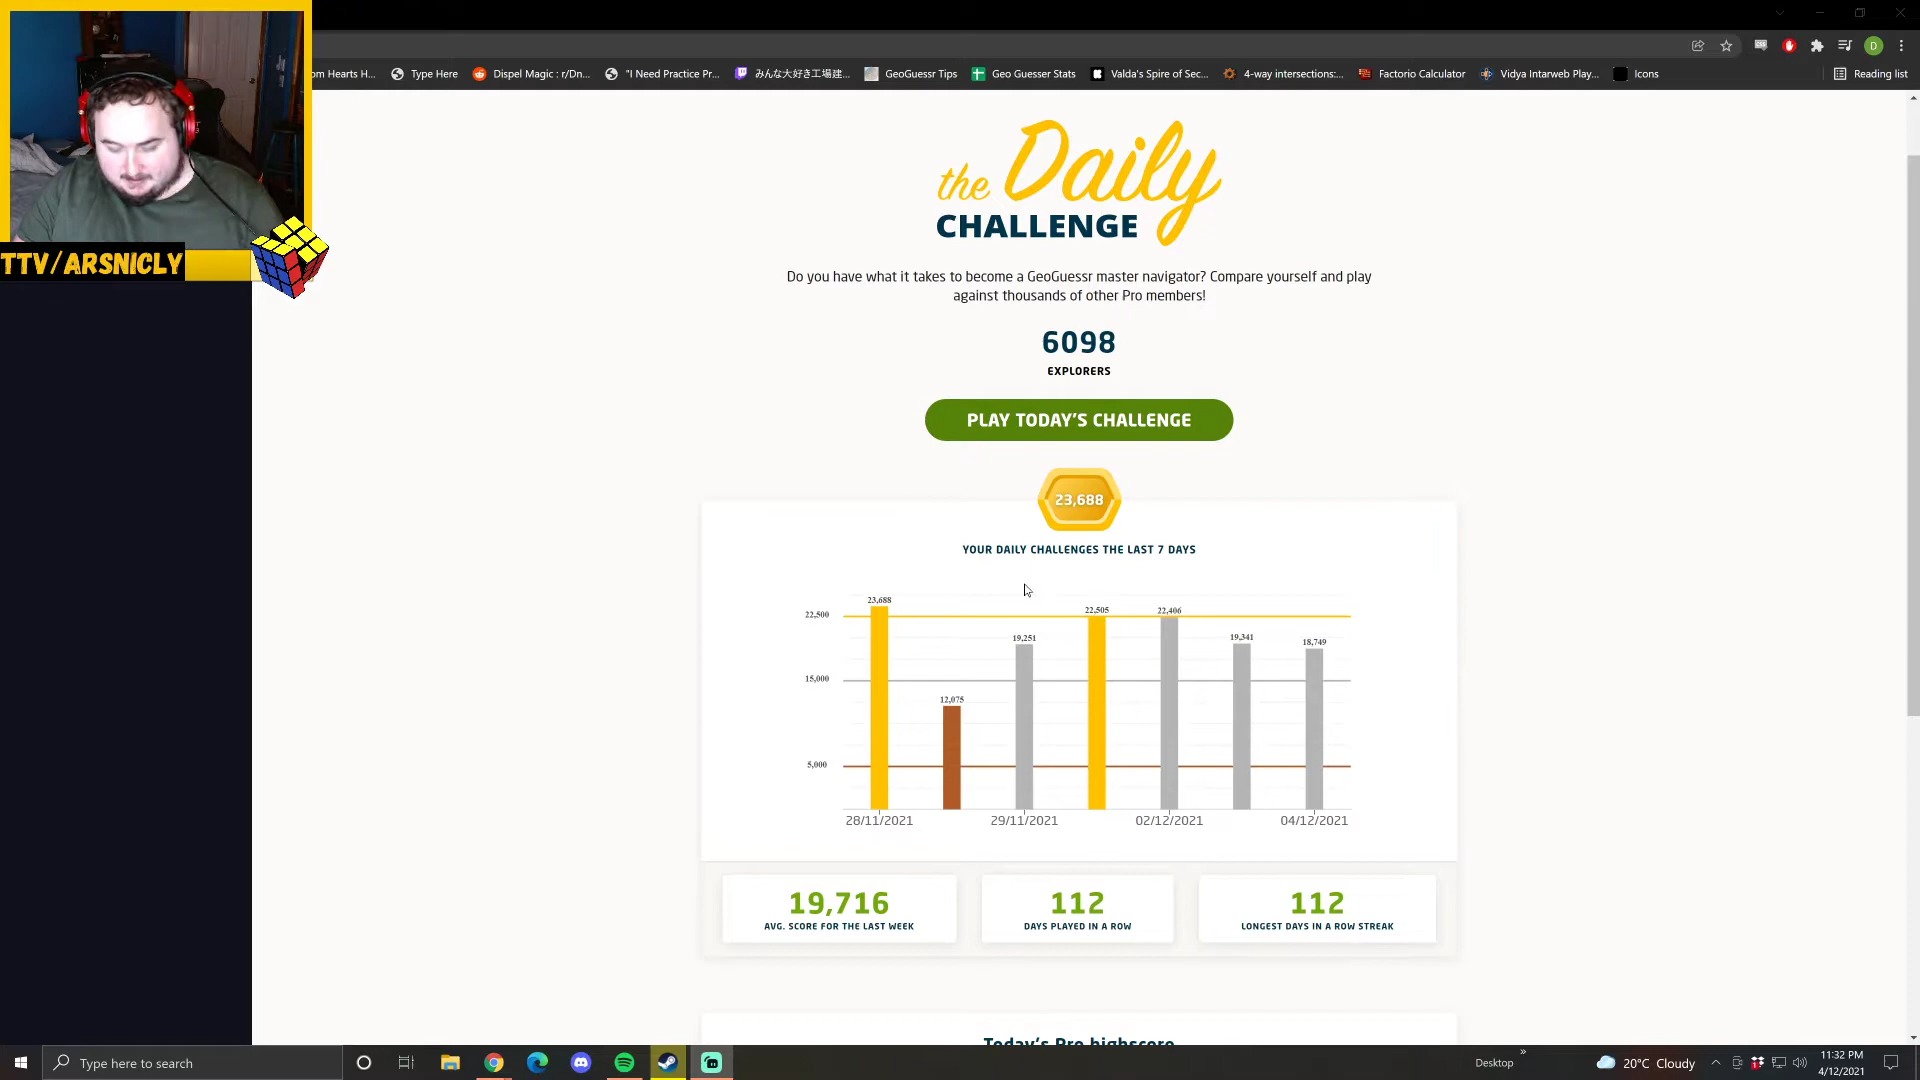 om Hearts H...
Type Here
Dispel Magic : r/Dn...
"I Need Practice Pr...
みんな大好き工場建...
GeoGuessr Tips
Geo Guesser Stats
Valda's Spire of Sec...
4-way intersections:...
Factorio Calculator
Vidya Intarweb Play...
Icons
Reading list
D
TTV/ARSNICLY
the Daily
CHALLENGE
Do you have what it takes to become a GeoGuessr master navigator? Compare yourself and play
against thousands of other Pro members!
6098
EXPLORERS
PLAY TODAY'S CHALLENGE
23,688
YOUR DAILY CHALLENGES THE LAST 7 DAYS
23,688
12,075
19,251
22,505
22,406
19,341
18,749
22,500
15,000
5,000
28/11/2021
29/11/2021
02/12/2021
04/12/2021
19,716
AVG. SCORE FOR THE LAST WEEK
112
DAYS PLAYED IN A ROW
112
LONGEST DAYS IN A ROW STREAK
Today's Pro highscore
Type here to search
Desktop
20°C Cloudy
11:32 PM
4/12/2021